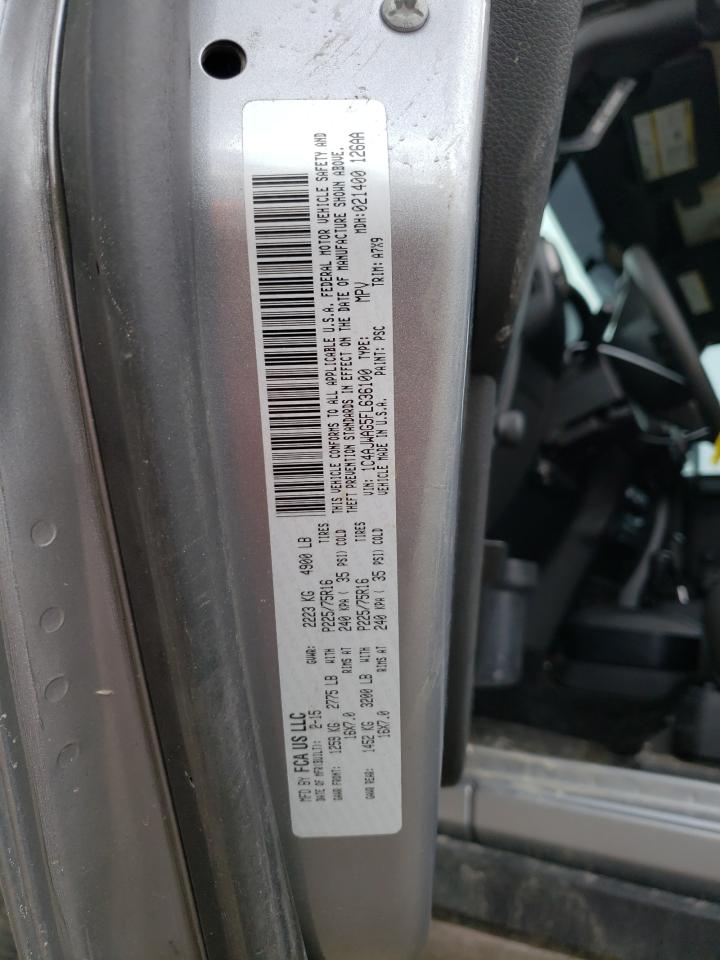 MFD BY FCA US LLC
DATE OF MFR(BUILT): 2-15 GVWR: 2223 KG 4900 LB
GAWR FRONT: 1259 KG 2775 LB WITH P225/75R16 TIRES
16X7.0 RIMS AT 240 KPA ( 35 PSI) COLD
GAWR REAR: 1452 KG 3200 LB WITH P225/75R16 TIRES
16X7.0 RIMS AT 240 KPA ( 35 PSI) COLD
THIS VEHICLE CONFORMS TO ALL APPLICABLE U.S.A. FEDERAL MOTOR VEHICLE SAFETY AND
THEFT PREVENTION STANDARDS IN EFFECT ON THE DATE OF MANUFACTURE SHOWN ABOVE.
VIN: 1C4AJWAG5FL636100 TYPE: MPV MDH:021400 126AA
VEHICLE MADE IN U.S.A. PAINT: PSC TRIM: A7X9